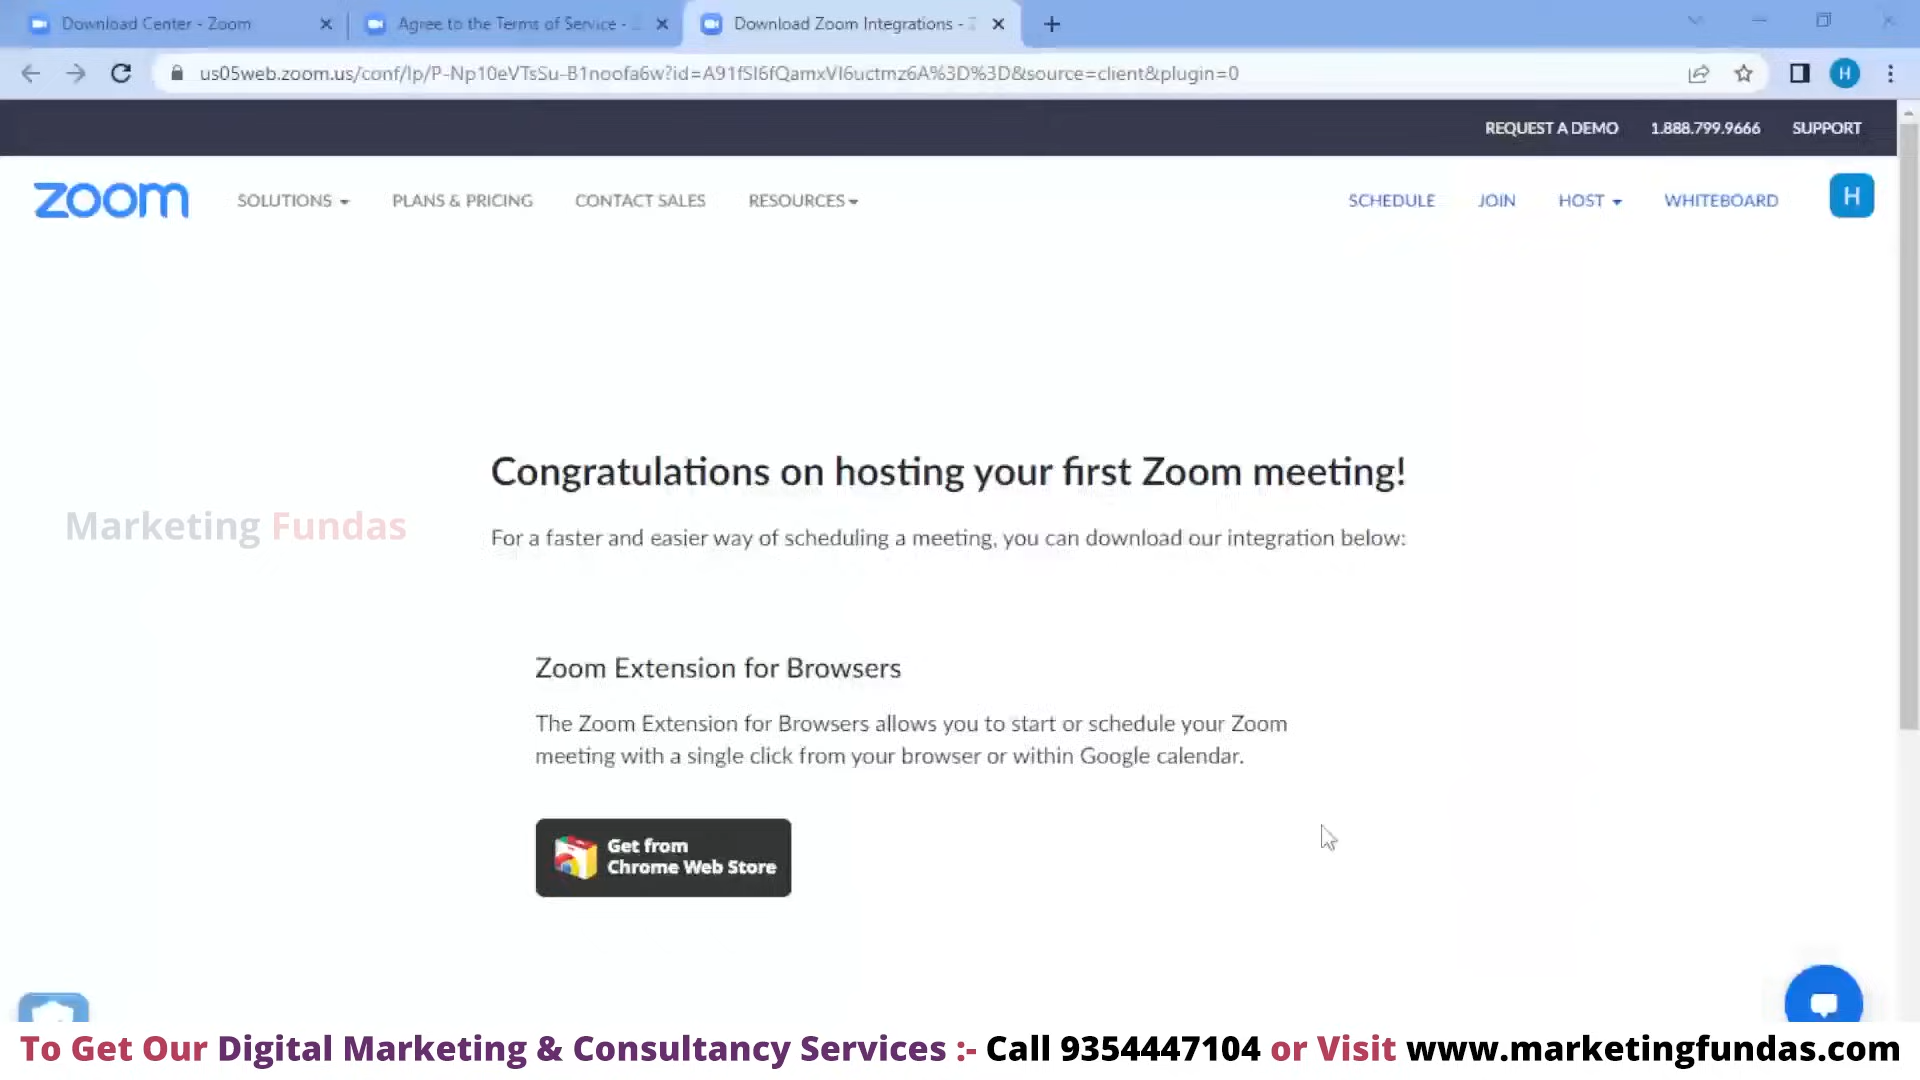 Download Center - Zoom
Agree to the Terms of Service -
Download Zoom Integrations -
us05web.zoom.us/conf/lp/P-Np10eVTsSu-B1noofa6w?id=A91fSI6fQamxVI6uctmz6A%3D%3D&source=client&plugin=0
H
REQUEST A DEMO 1.888.799.9666 SUPPORT
zoom SOLUTIONS PLANS & PRICING CONTACT SALES RESOURCES SCHEDULE JOIN HOST WHITEBOARD H
Congratulations on hosting your first Zoom meeting!
Marketing Fundas
For a faster and easier way of scheduling a meeting, you can download our integration below:
Zoom Extension for Browsers
The Zoom Extension for Browsers allows you to start or schedule your Zoom
meeting with a single click from your browser or within Google calendar.
Get from
Chrome Web Store
To Get Our Digital Marketing & Consultancy Services :- Call 9354447104 or Visit www.marketingfundas.com